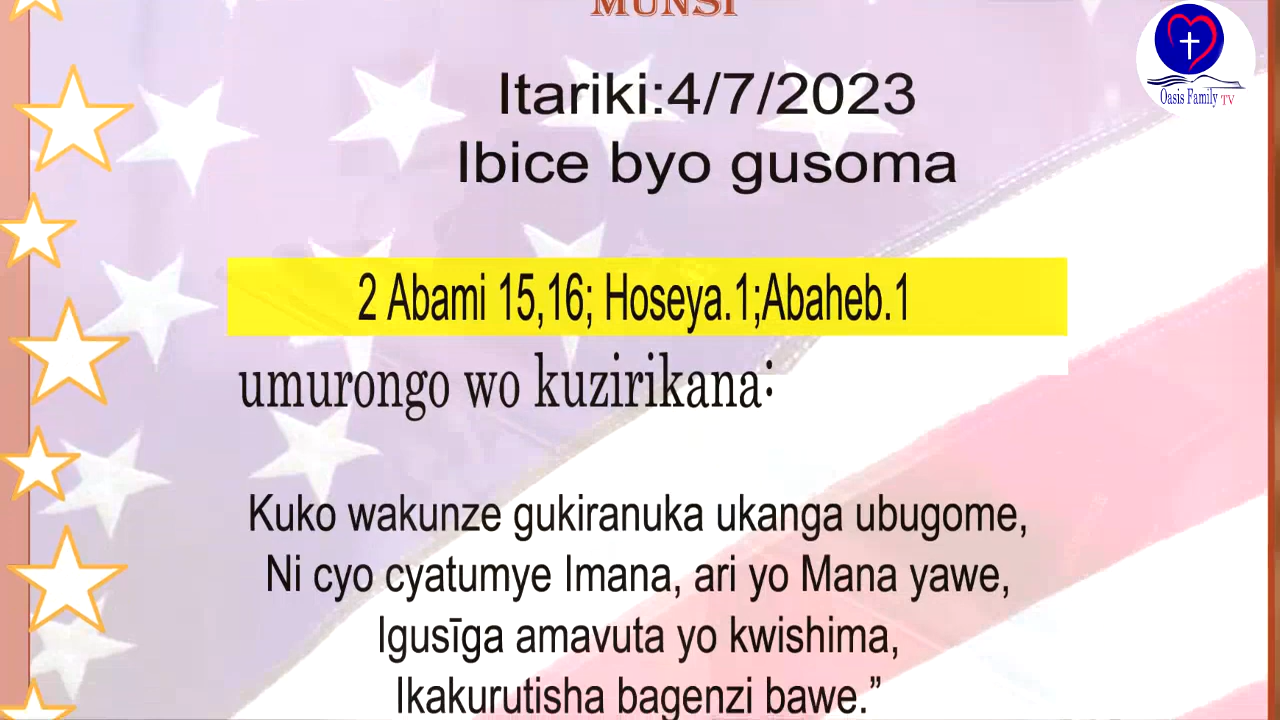 MUNSI
Oasis Family TV
Itariki:4/7/2023
Ibice byo gusoma
2 Abami 15,16; Hoseya.1;Abaheb.1
umurongo wo kuzirikana:
Kuko wakunze gukiranuka ukanga ubugome,
Ni cyo cyatumye Imana, ari yo Mana yawe,
Igusīga amavuta yo kwishima,
Ikakurutisha bagenzi bawe.”